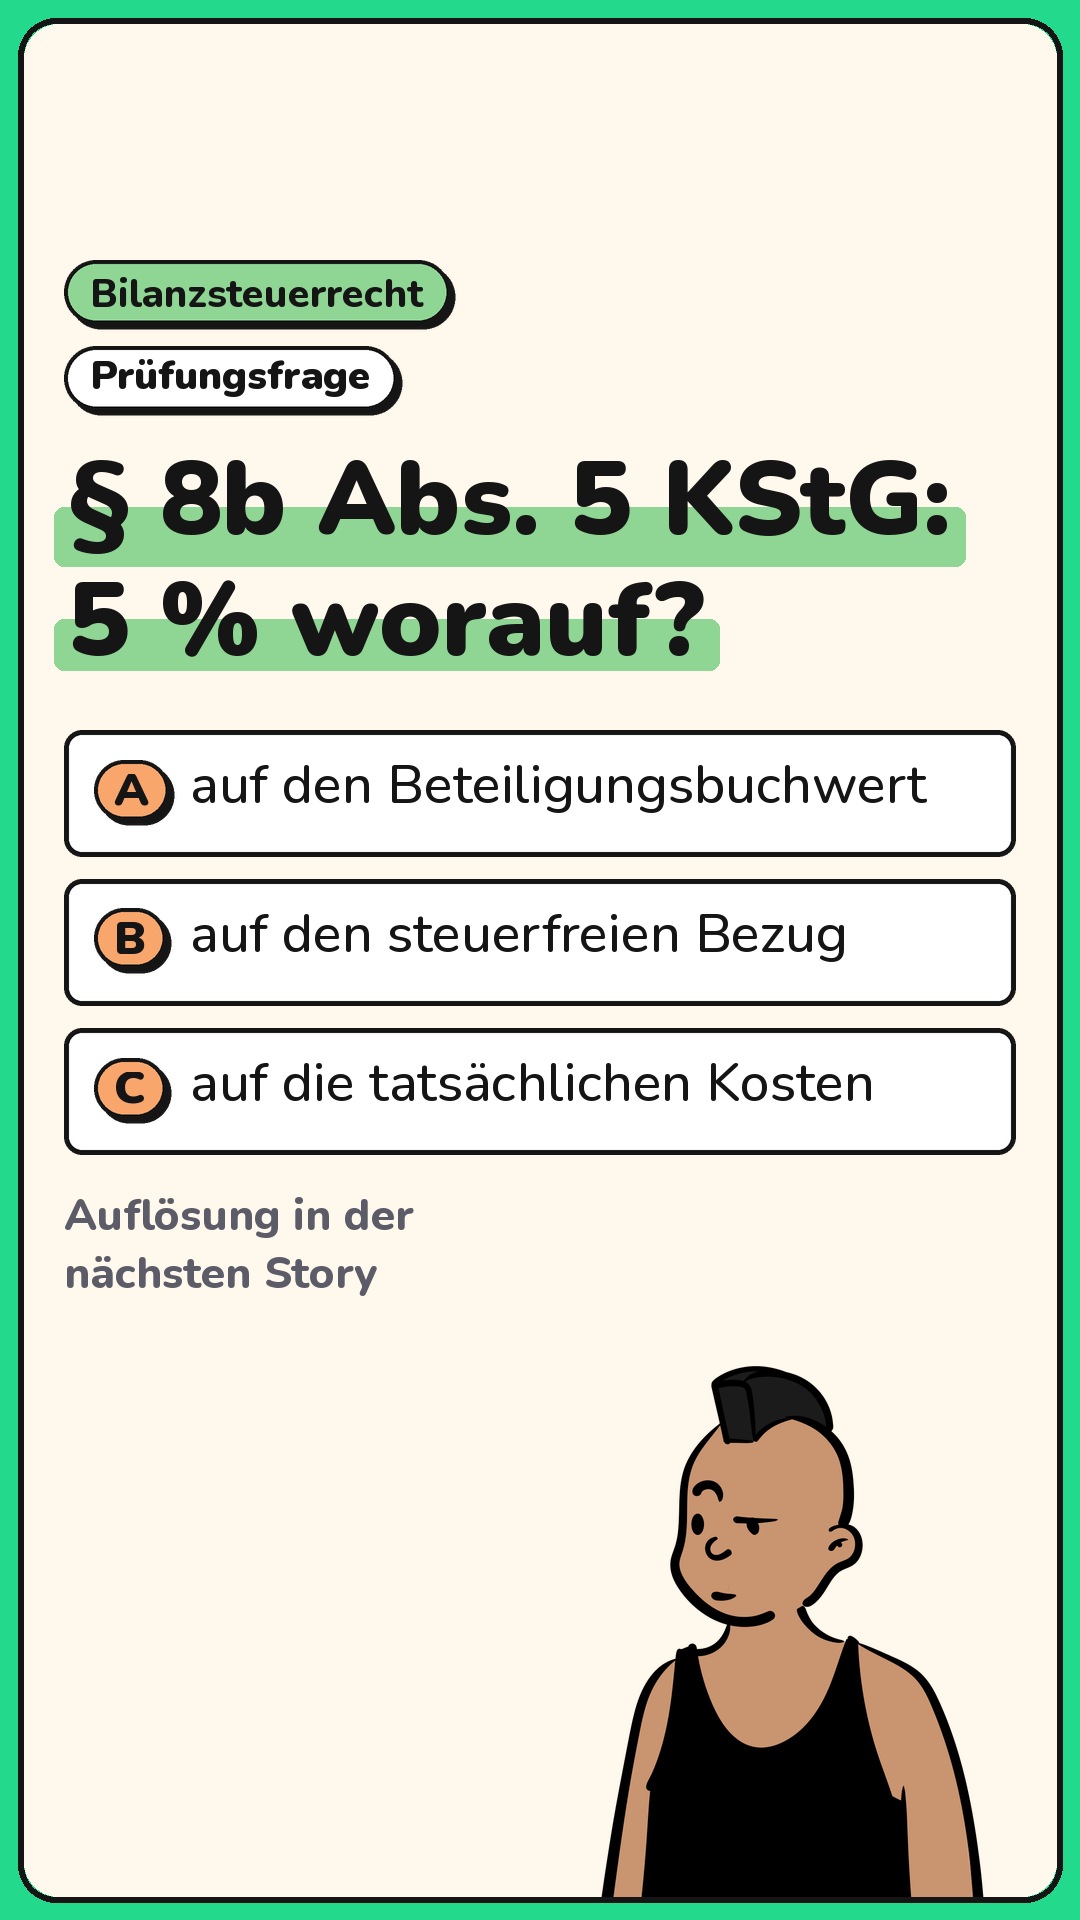 Bilanzsteuerrecht
Prüfungsfrage
§ 8b Abs. 5 KStG:
5 % worauf?
A auf den Beteiligungsbuchwert
B auf den steuerfreien Bezug
C auf die tatsächlichen Kosten
Auflösung in der
nächsten Story